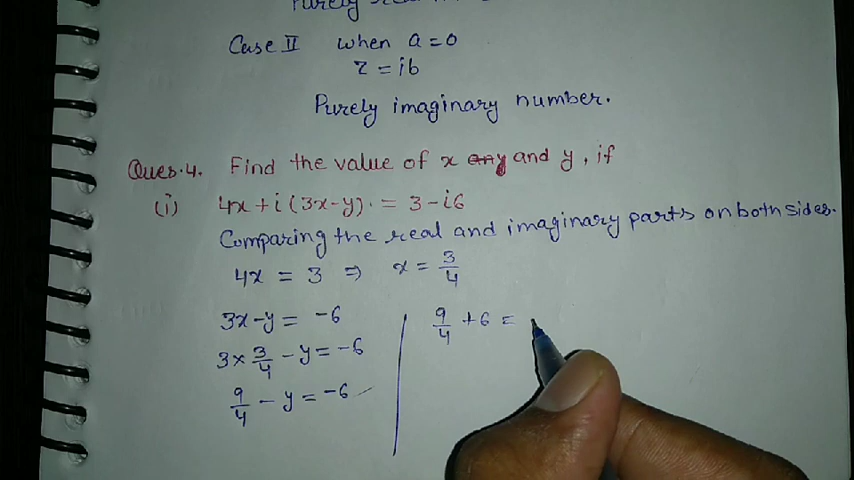 Purely
Case II when a=0
z = ib
Purely imaginary number.
Ques.4. Find the value of x any and y, if
(i) 4x + i(3x-y). = 3 - i6
Comparing the real and imaginary parts on both sides.
4x = 3 ⇒ x = 3/4
3x-y = -6
3 × 3/4 - y = -6
9/4 - y = -6
9/4 + 6 =